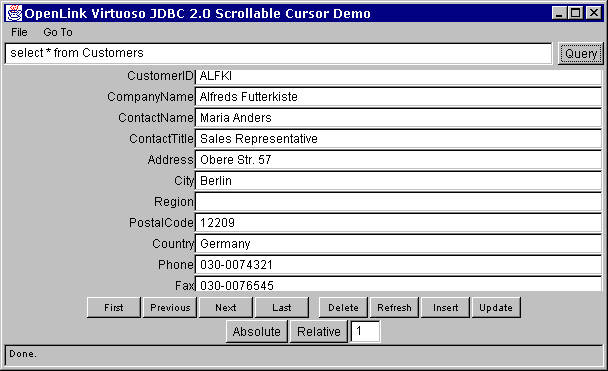 OpenLink Virtuoso JDBC 2.0 Scrollable Cursor Demo
File Go To
select * from Customers Query
CustomerID ALFKI
CompanyName Alfreds Futterkiste
ContactName Maria Anders
ContactTitle Sales Representative
Address Obere Str. 57
City Berlin
Region
PostalCode 12209
Country Germany
Phone 030-0074321
Fax 030-0076545
First Previous Next Last Delete Refresh Insert Update
Absolute Relative 1
Done.